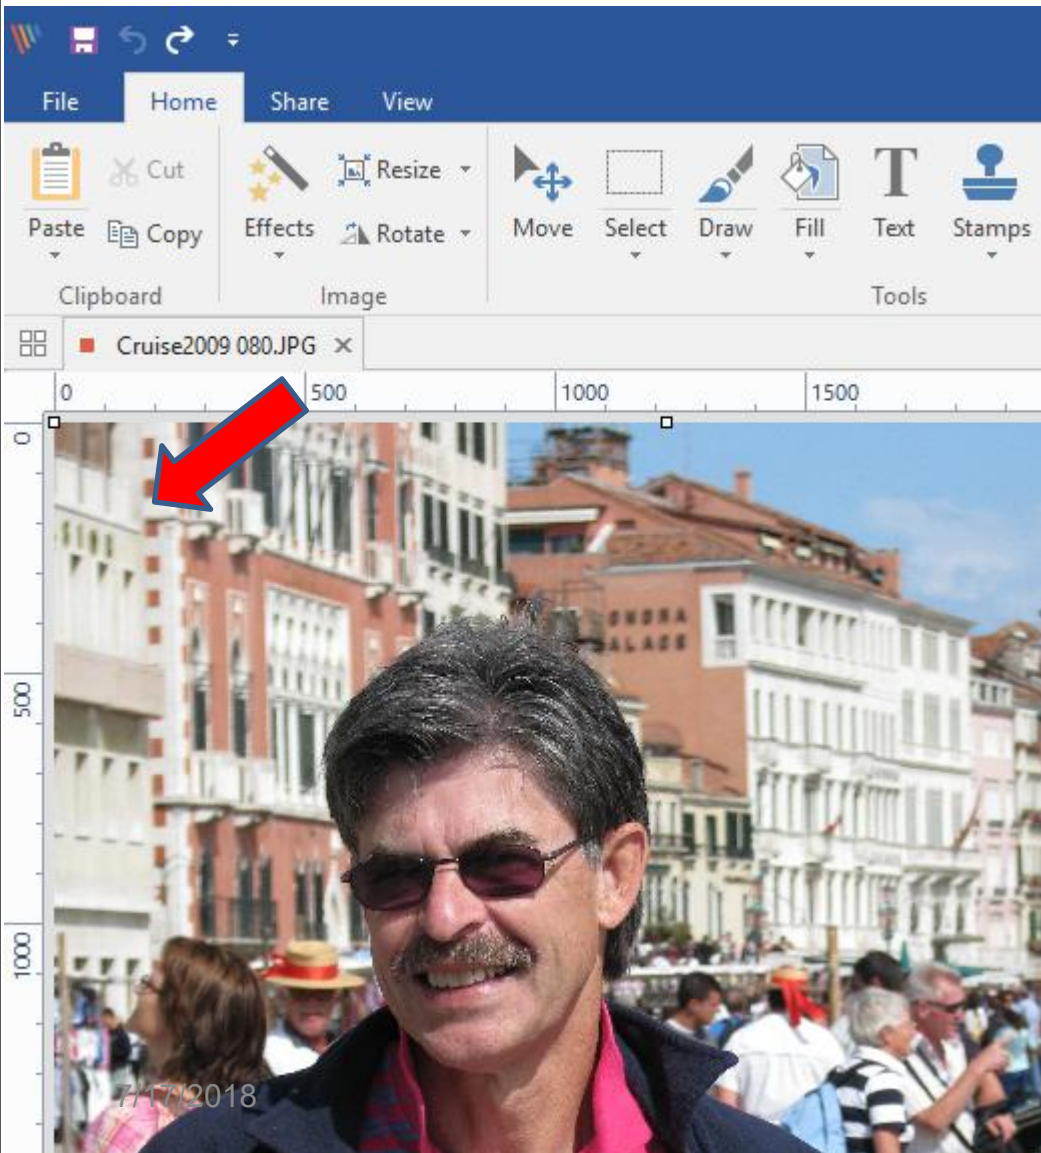 File Home Share View
Cut Resize
Paste Copy Effects Rotate Move Select Draw Fill Text Stamps
Clipboard Image Tools
Cruise2009 080.JPG
0 500 1000 1500
0
500
1000
7/17/2018